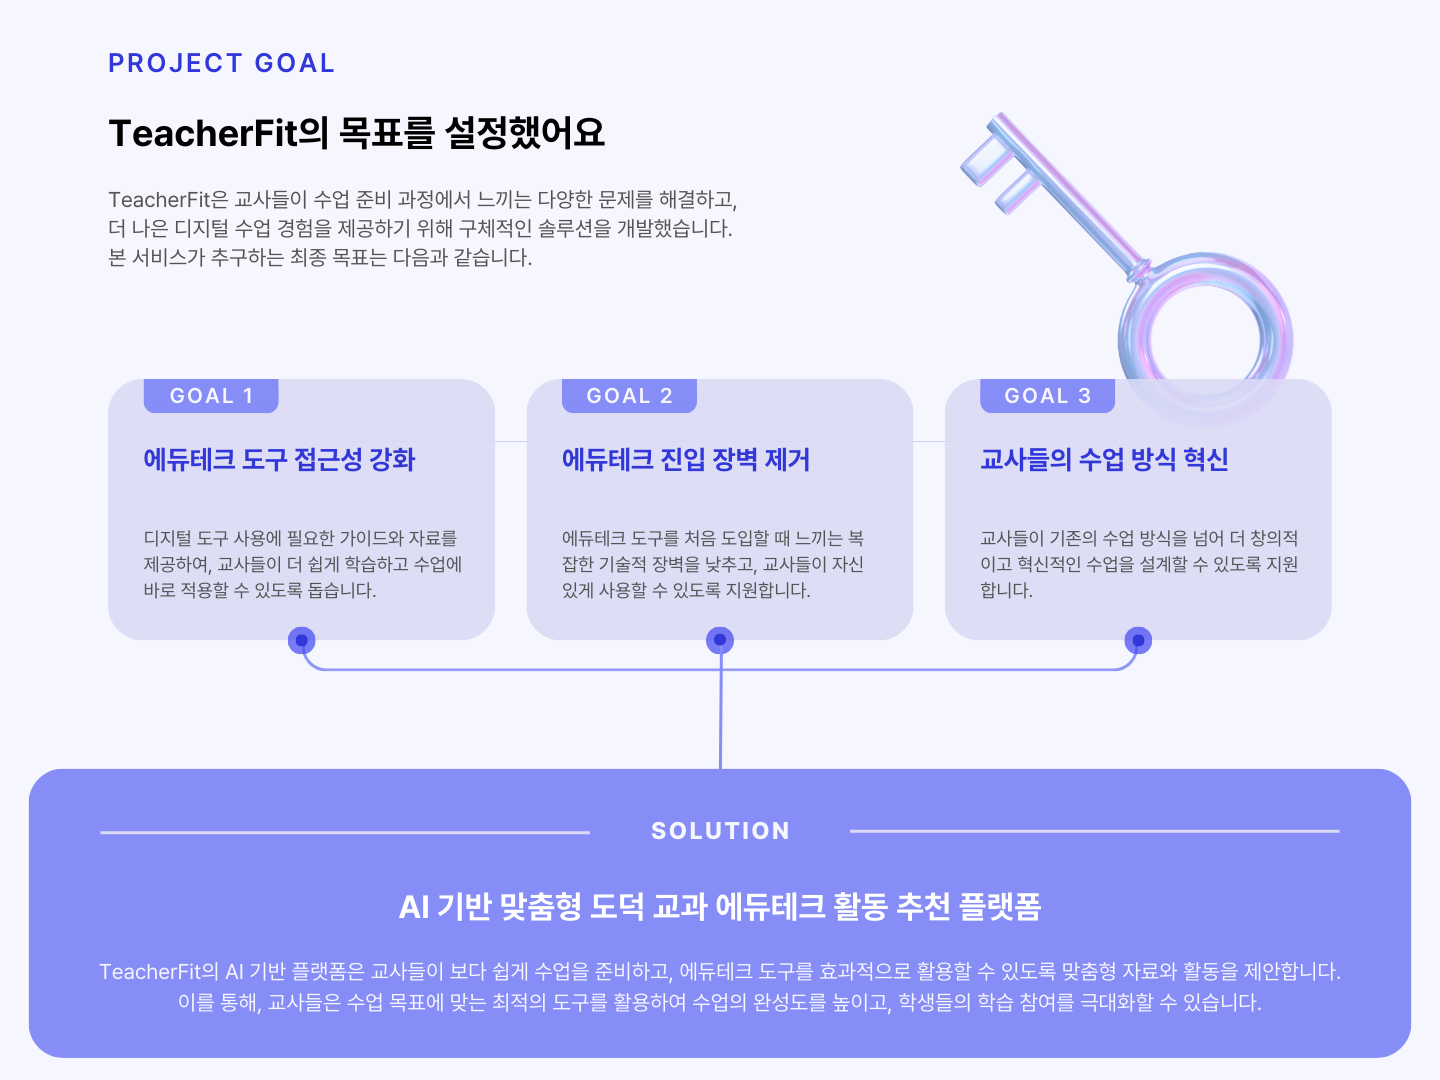 PROJECT GOAL
TeacherFit의 목표를 설정했어요
TeacherFit은 교사들이 수업 준비 과정에서 느끼는 다양한 문제를 해결하고,
더 나은 디지털 수업 경험을 제공하기 위해 구체적인 솔루션을 개발했습니다.
본 서비스가 추구하는 최종 목표는 다음과 같습니다.
GOAL 1
에듀테크 도구 접근성 강화
디지털 도구 사용에 필요한 가이드와 자료를
제공하여, 교사들이 더 쉽게 학습하고 수업에
바로 적용할 수 있도록 돕습니다.
GOAL 2
에듀테크 진입 장벽 제거
에듀테크 도구를 처음 도입할 때 느끼는 복
잡한 기술적 장벽을 낮추고, 교사들이 자신
있게 사용할 수 있도록 지원합니다.
GOAL 3
교사들의 수업 방식 혁신
교사들이 기존의 수업 방식을 넘어 더 창의적
이고 혁신적인 수업을 설계할 수 있도록 지원
합니다.
SOLUTION
AI 기반 맞춤형 도덕 교과 에듀테크 활동 추천 플랫폼
TeacherFit의 AI 기반 플랫폼은 교사들이 보다 쉽게 수업을 준비하고, 에듀테크 도구를 효과적으로 활용할 수 있도록 맞춤형 자료와 활동을 제안합니다.
이를 통해, 교사들은 수업 목표에 맞는 최적의 도구를 활용하여 수업의 완성도를 높이고, 학생들의 학습 참여를 극대화할 수 있습니다.